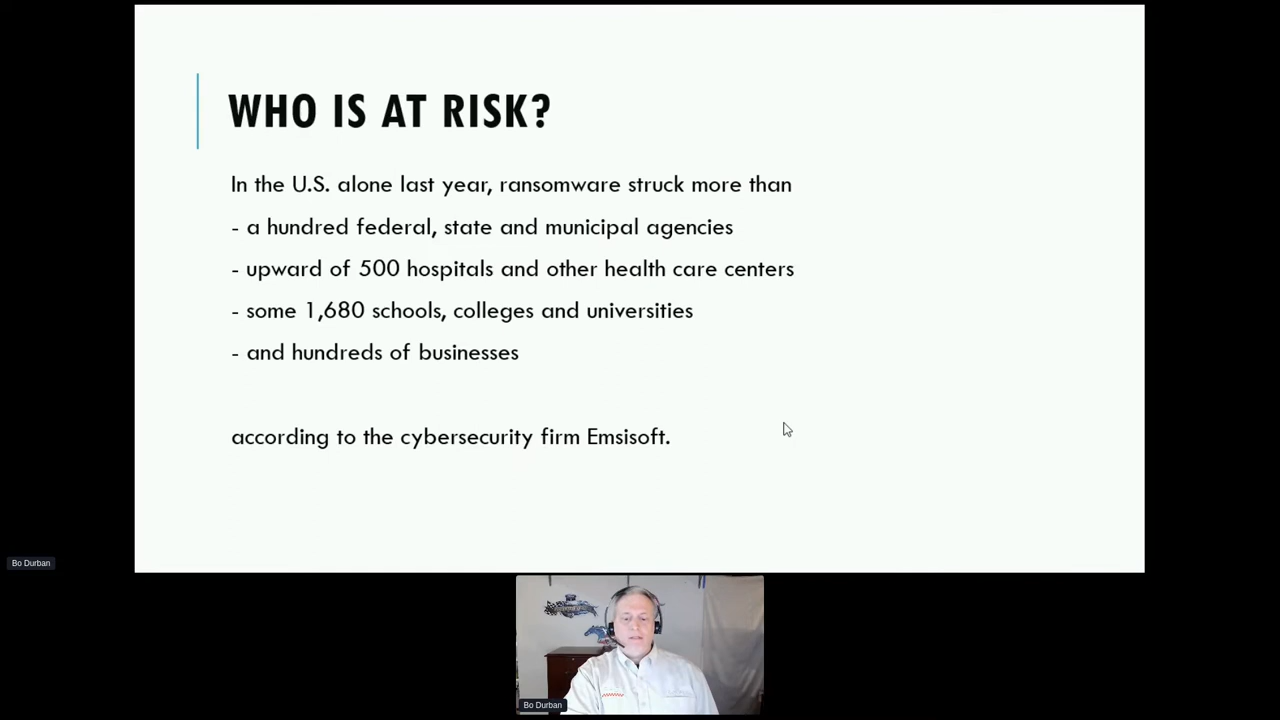 WHO IS AT RISK?
In the U.S. alone last year, ransomware struck more than
- a hundred federal, state and municipal agencies
- upward of 500 hospitals and other health care centers
- some 1,680 schools, colleges and universities
- and hundreds of businesses
according to the cybersecurity firm Emsisoft.
Bo Durban
Bo Durban